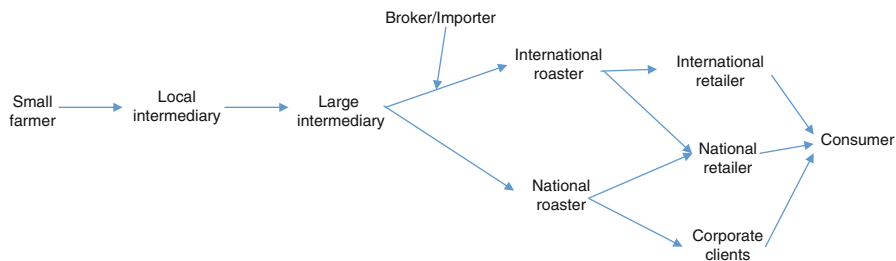 Broker/Importer
International
roaster
International
retailer
Small
farmer
Local
intermediary
Large
intermediary
Consumer
National
retailer
National
roaster
Corporate
clients